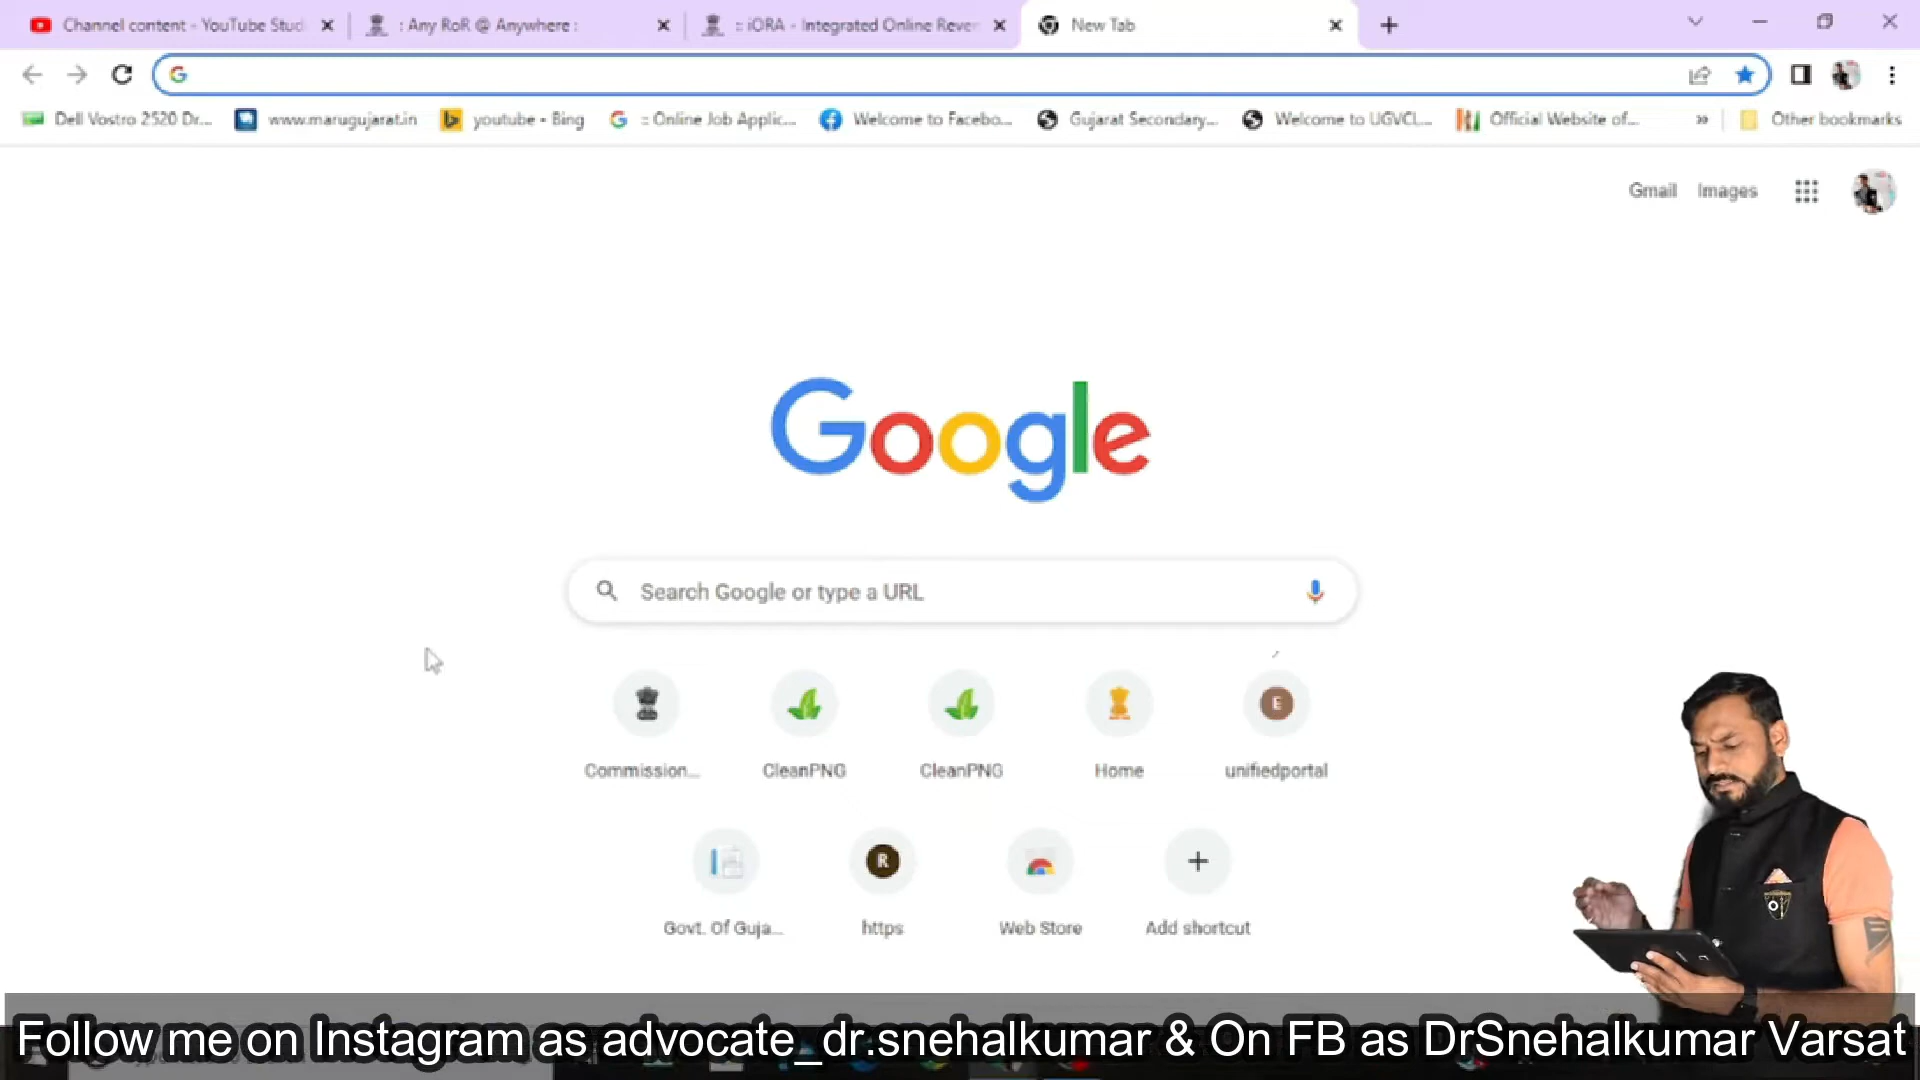 Channel content - YouTube Stud
: Any RoR @ Anywhere :
:: iORA - Integrated Online Reve
New Tab
Dell Vostro 2520 Dr...
www.marugujarat.in
youtube - Bing
:: Online Job Applic...
Welcome to Facebo...
Gujarat Secondary...
Welcome to UGVCL...
Official Website of...
»
Other bookmarks
Gmail
Images
Google
Search Google or type a URL
Commission...
CleanPNG
CleanPNG
Home
E
unifiedportal
Govt. Of Guja...
R
https
Web Store
Add shortcut
Follow me on Instagram as advocate_dr.snehalkumar & On FB as DrSnehalkumar Varsat